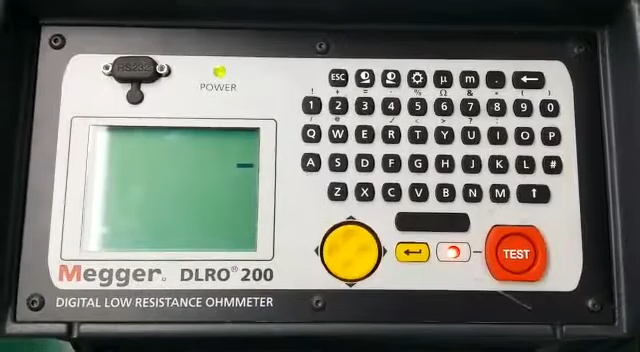 RS232
POWER
ESC µ m . ←
! + = - % Ω & * ( )
1 2 3 4 5 6 7 8 9 0
Q W E R T Y U I O P
A S D F G H J K L #
Z X C V B N M ↑
TEST
Megger. DLRO® 200
DIGITAL LOW RESISTANCE OHMMETER